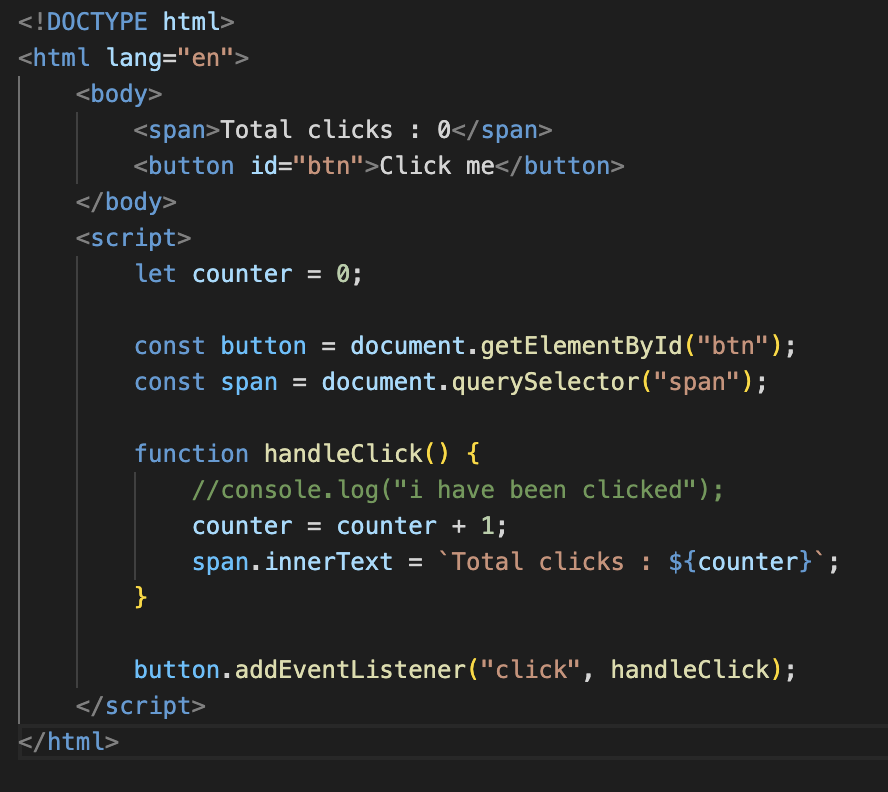 <!DOCTYPE html>
<html lang="en">
    <body>
        <span>Total clicks : 0</span>
        <button id="btn">Click me</button>
    </body>
    <script>
        let counter = 0;

        const button = document.getElementById("btn");
        const span = document.querySelector("span");

        function handleClick() {
            //console.log("i have been clicked");
            counter = counter + 1;
            span.innerText = `Total clicks : ${counter}`;
        }

        button.addEventListener("click", handleClick);
    </script>
</html>